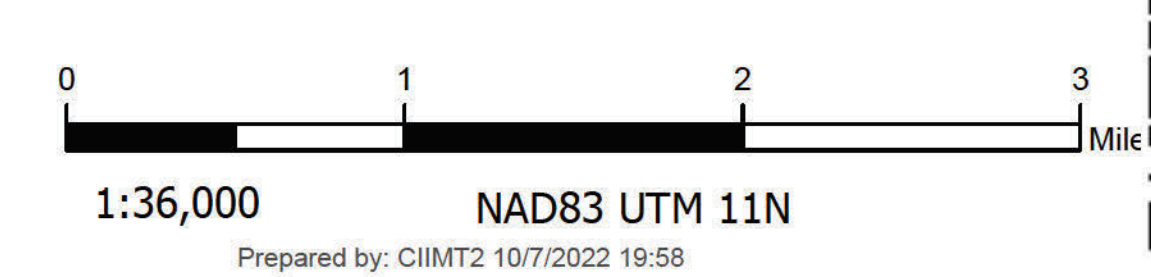 0 1 2 3
Mile
1:36,000 NAD83 UTM 11N
Prepared by: CIIMT2 10/7/2022 19:58